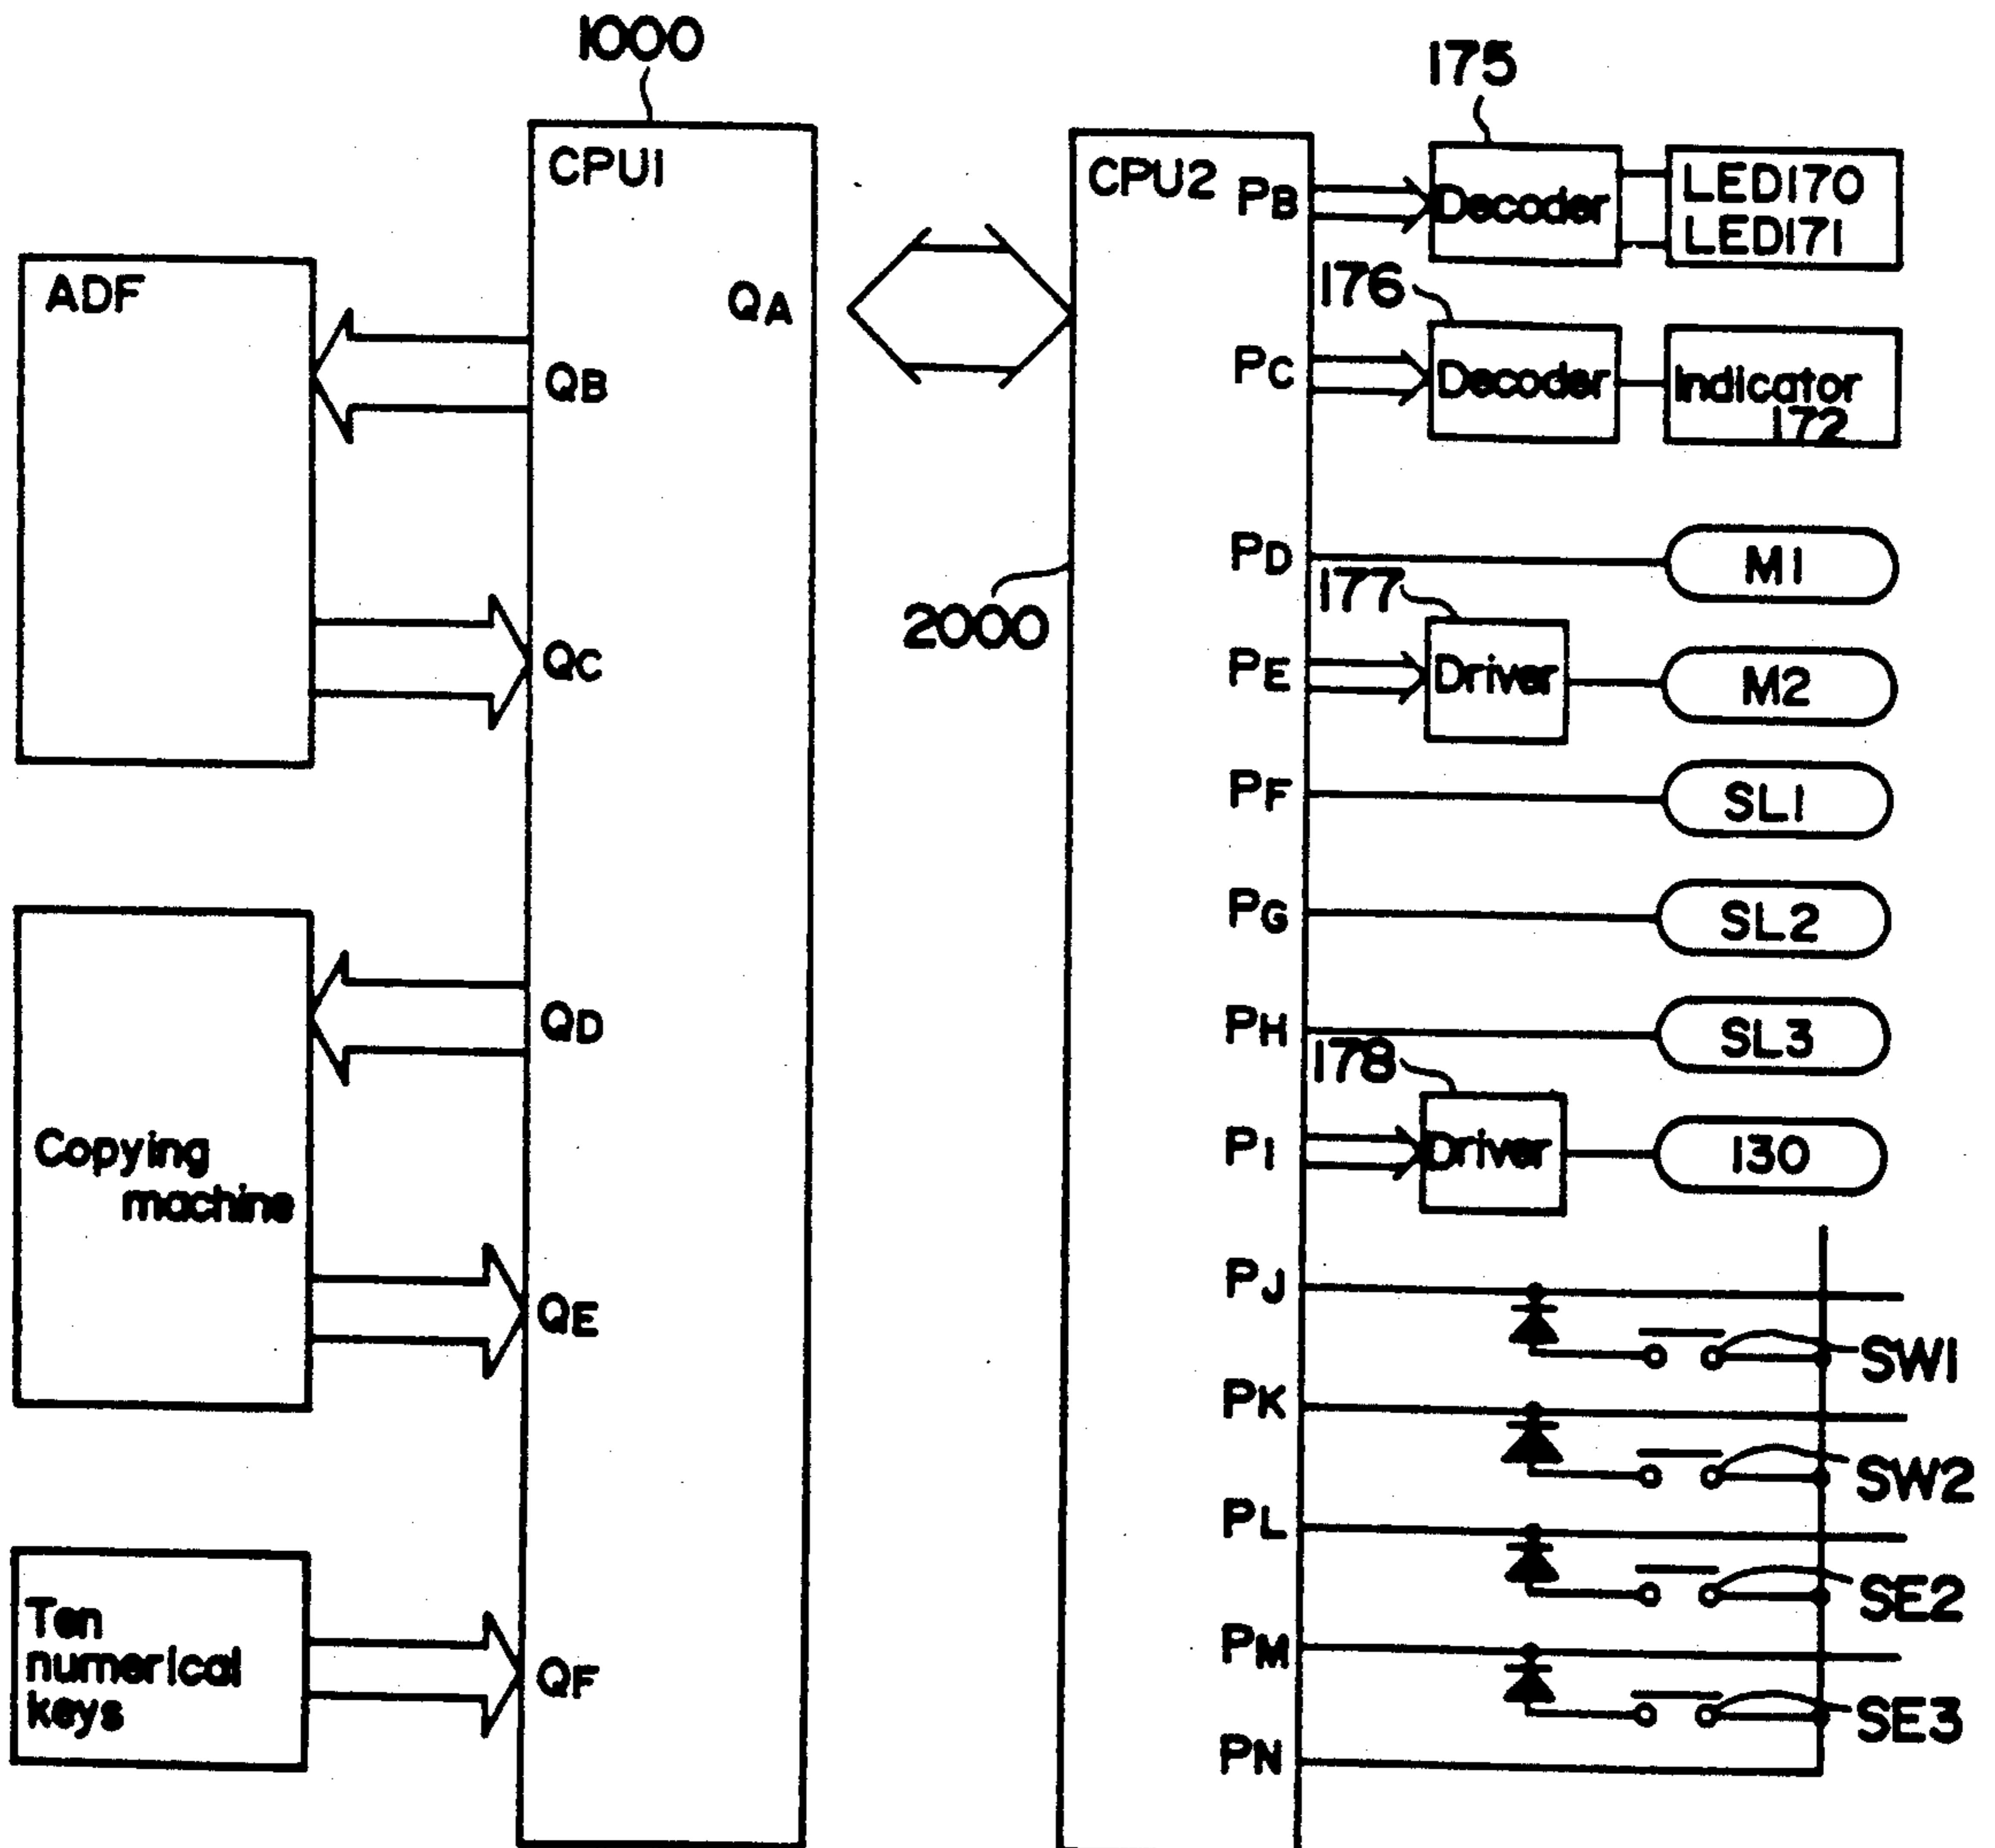 1000
CPU1
QA
QB
QC
QD
QE
QF
ADF
Copying
machine
Ten
numerical
keys
2000
CPU2
PB
PC
PD
PE
PF
PG
PH
PI
PJ
PK
PL
PM
PN
175
Decoder
LED170
LED171
176
Decoder
Indicator
172
M1
177
Driver
M2
SL1
SL2
SL3
178
Driver
130
SW1
SW2
SE2
SE3